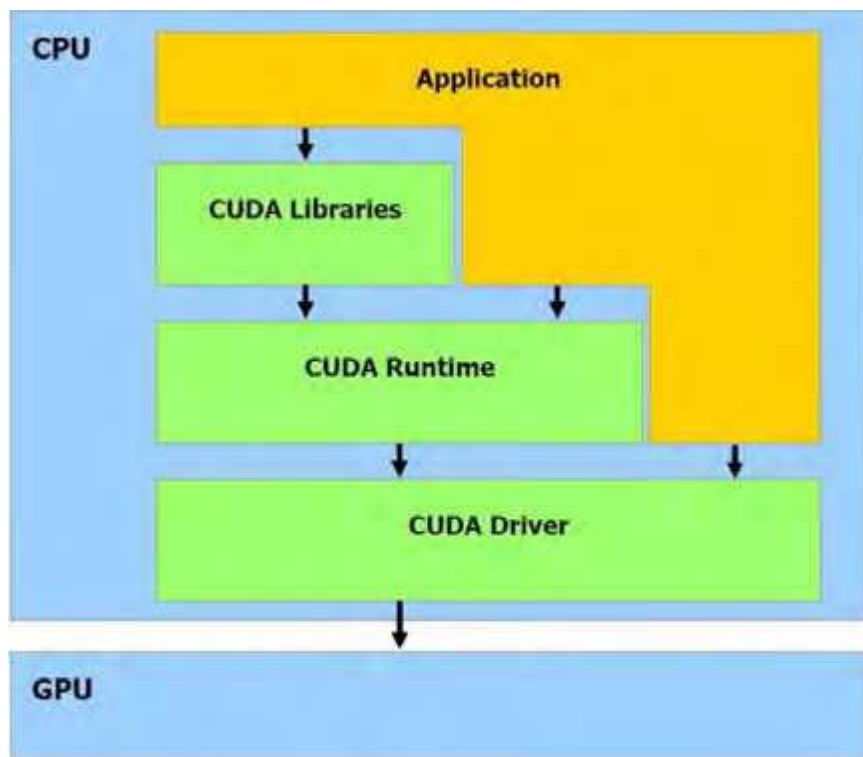 CPU
Application
CUDA Libraries
CUDA Runtime
CUDA Driver
GPU